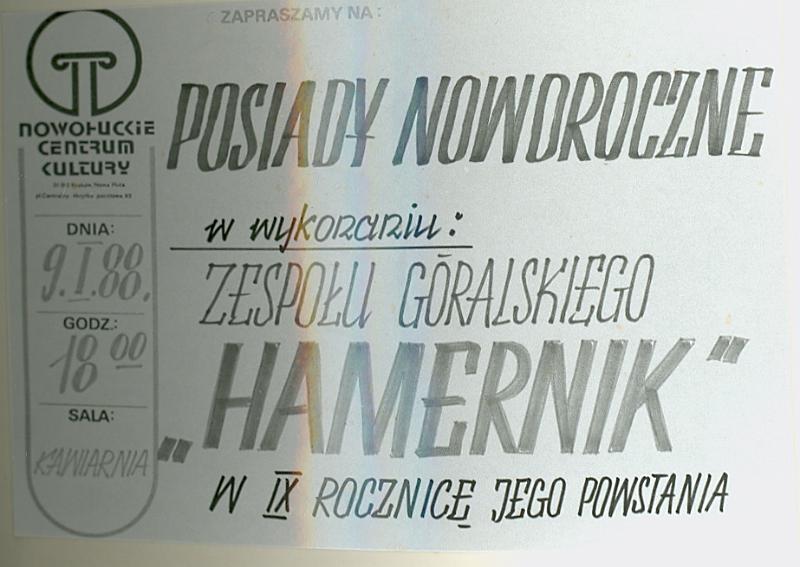 ZAPRASZAMY NA:
NOWOHUCKIE
CENTRUM
KULTURY
DNIA:
9.I.88.
GODZ.:
18 00
SALA:
KAWIARNIA
POSIADY NOWOROCZNE
w wykonaniu:
ZESPOŁU GÓRALSKIEGO
„HAMERNIK"
W IX ROCZNICĘ JEGO POWSTANIA